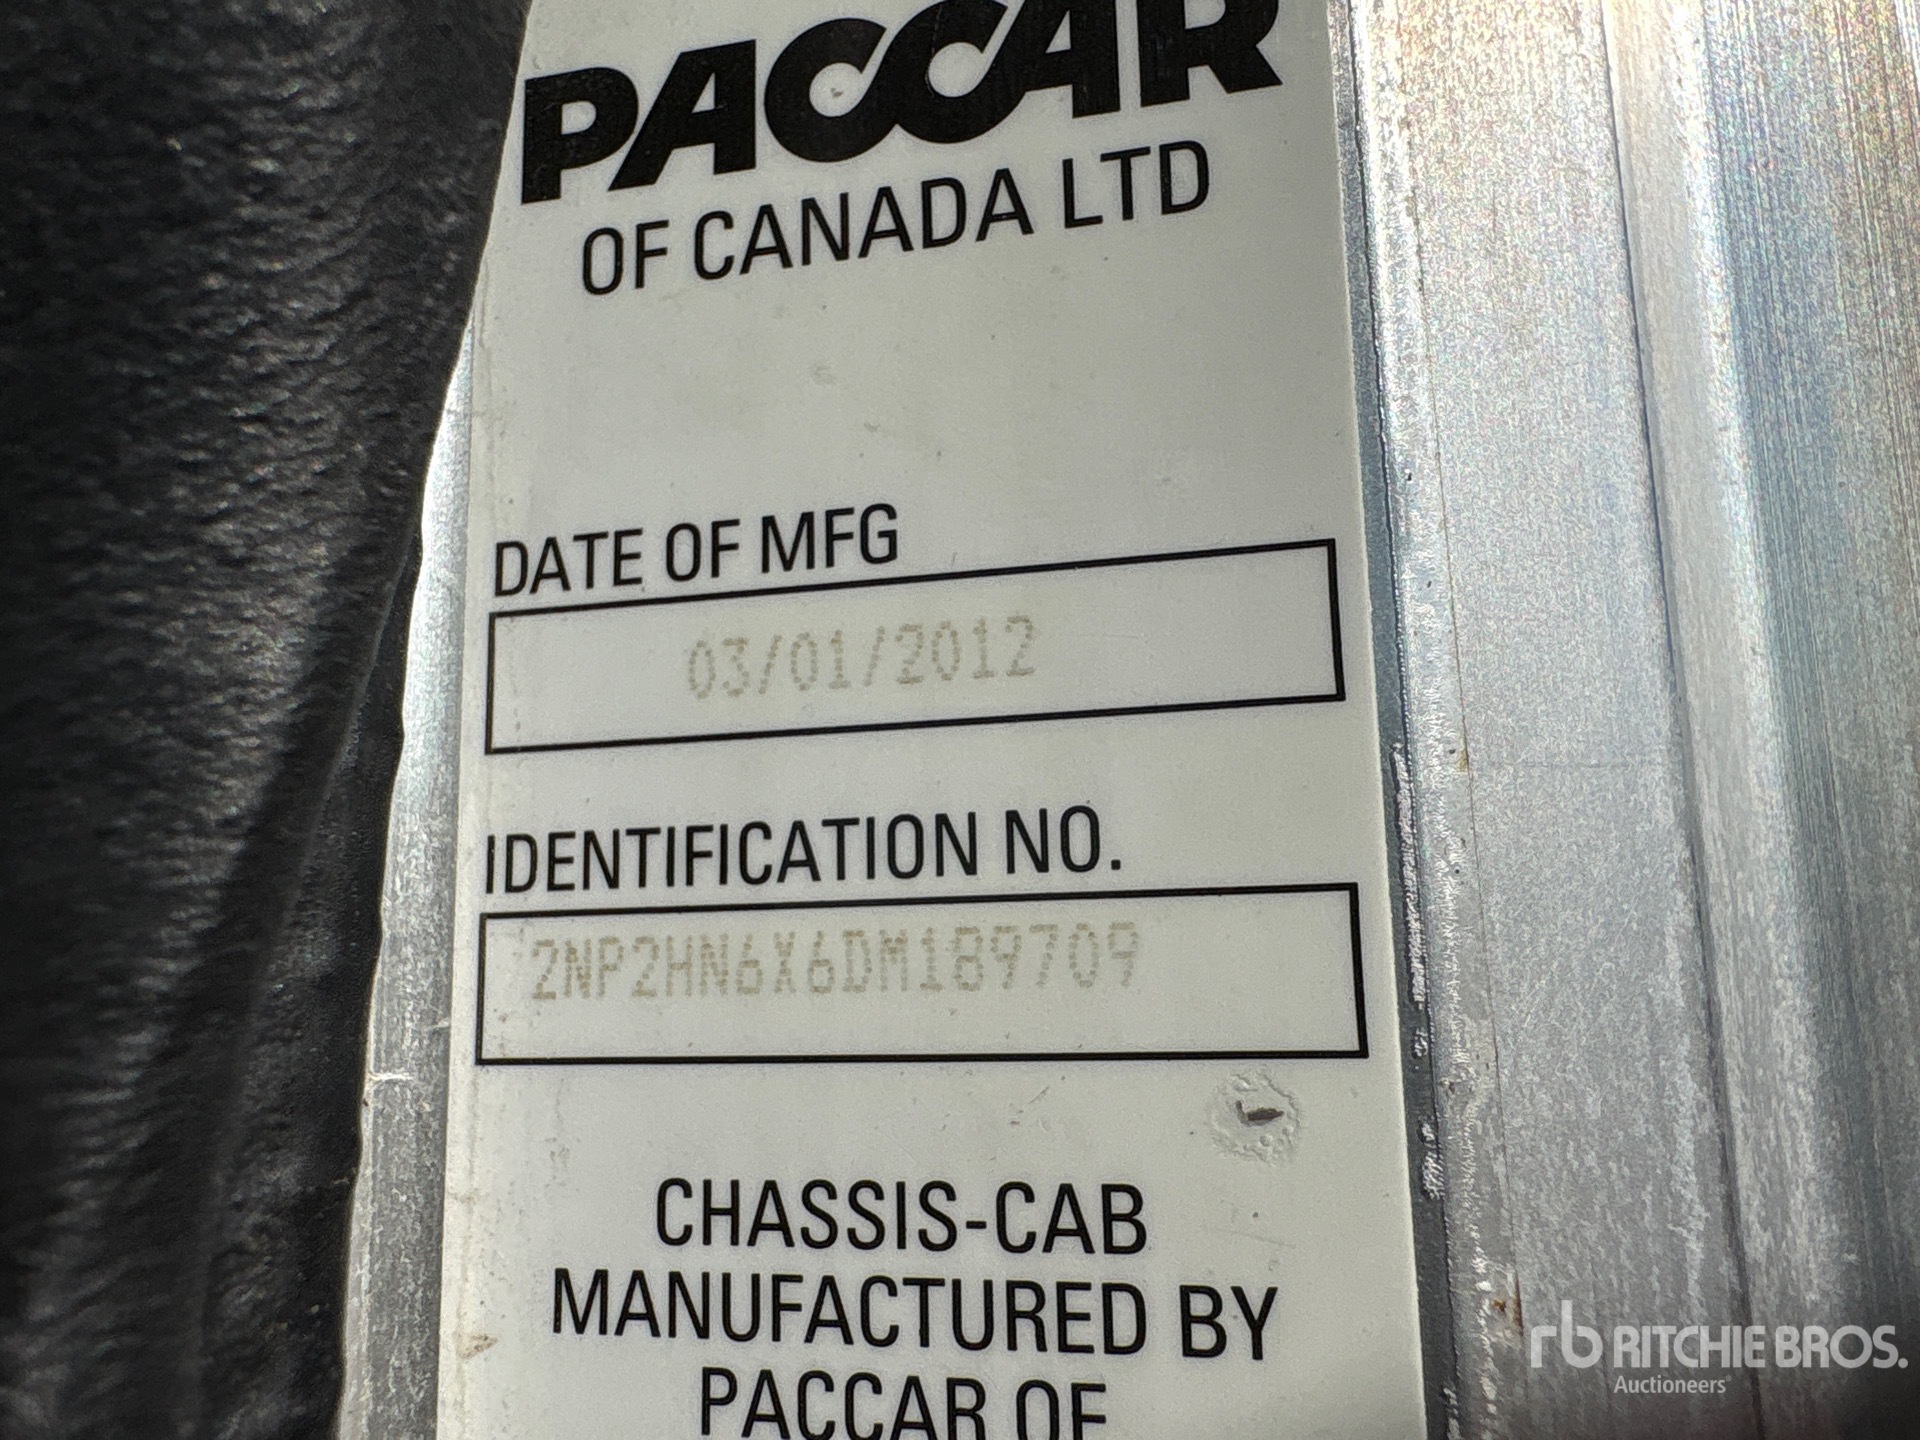 PACCAR
OF CANADA LTD
DATE OF MFG
03/01/2012
IDENTIFICATION NO.
2NP2HN6X6DM189709
CHASSIS-CAB
MANUFACTURED BY
PACCAR OF
rb RITCHIE BROS.
Auctioneers